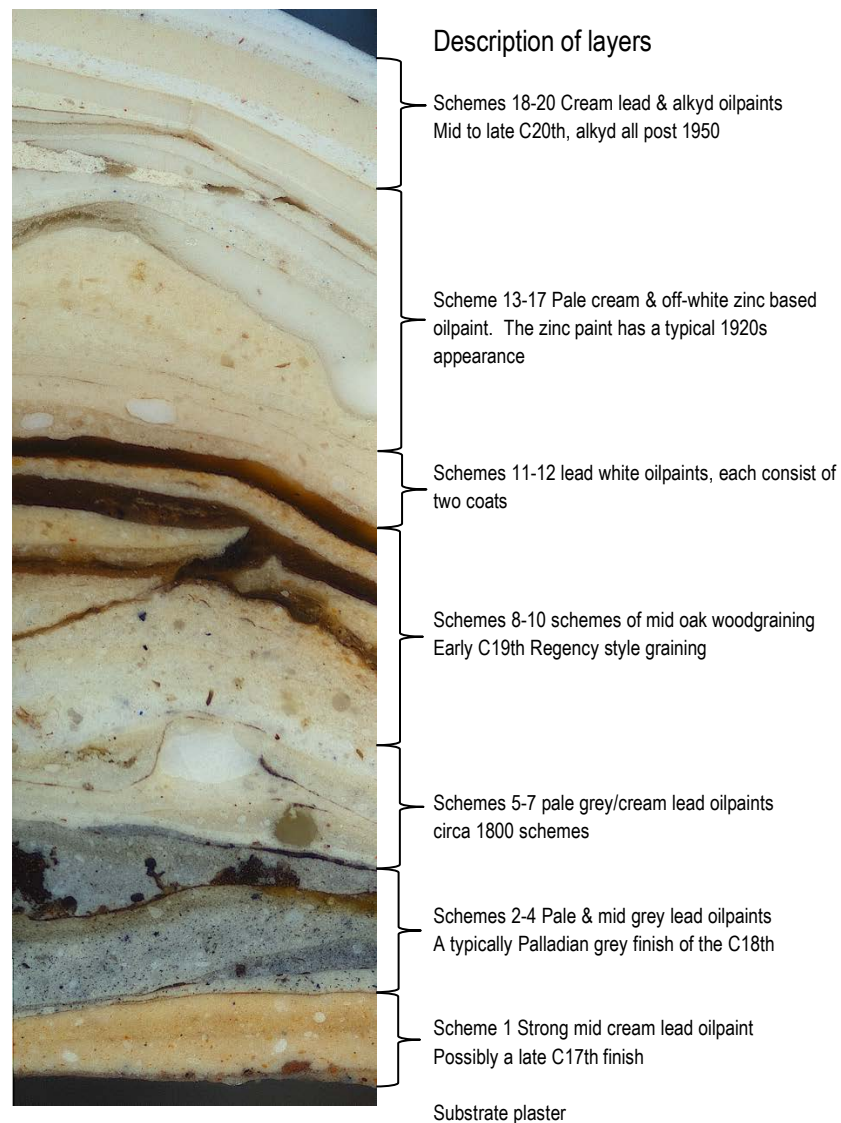 Description of layers
Schemes 18-20 Cream lead & alkyd oilpaints
Mid to late C20th, alkyd all post 1950
Scheme 13-17 Pale cream & off-white zinc based
oilpaint. The zinc paint has a typical 1920s
appearance
Schemes 11-12 lead white oilpaints, each consist of
two coats
Schemes 8-10 schemes of mid oak woodgraining
Early C19th Regency style graining
Schemes 5-7 pale grey/cream lead oilpaints
circa 1800 schemes
Schemes 2-4 Pale & mid grey lead oilpaints
A typically Palladian grey finish of the C18th
Scheme 1 Strong mid cream lead oilpaint
Possibly a late C17th finish
Substrate plaster